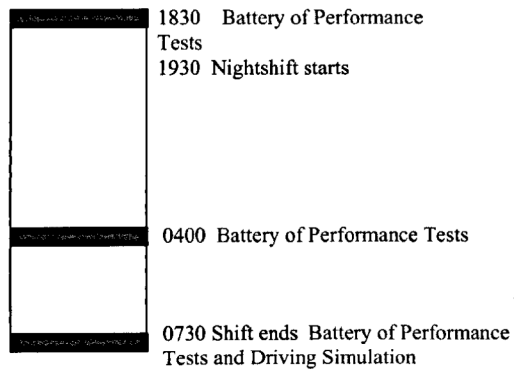 1830 Battery of Performance
Tests
1930 Nightshift starts
0400 Battery of Performance Tests
0730 Shift ends Battery of Performance
Tests and Driving Simulation